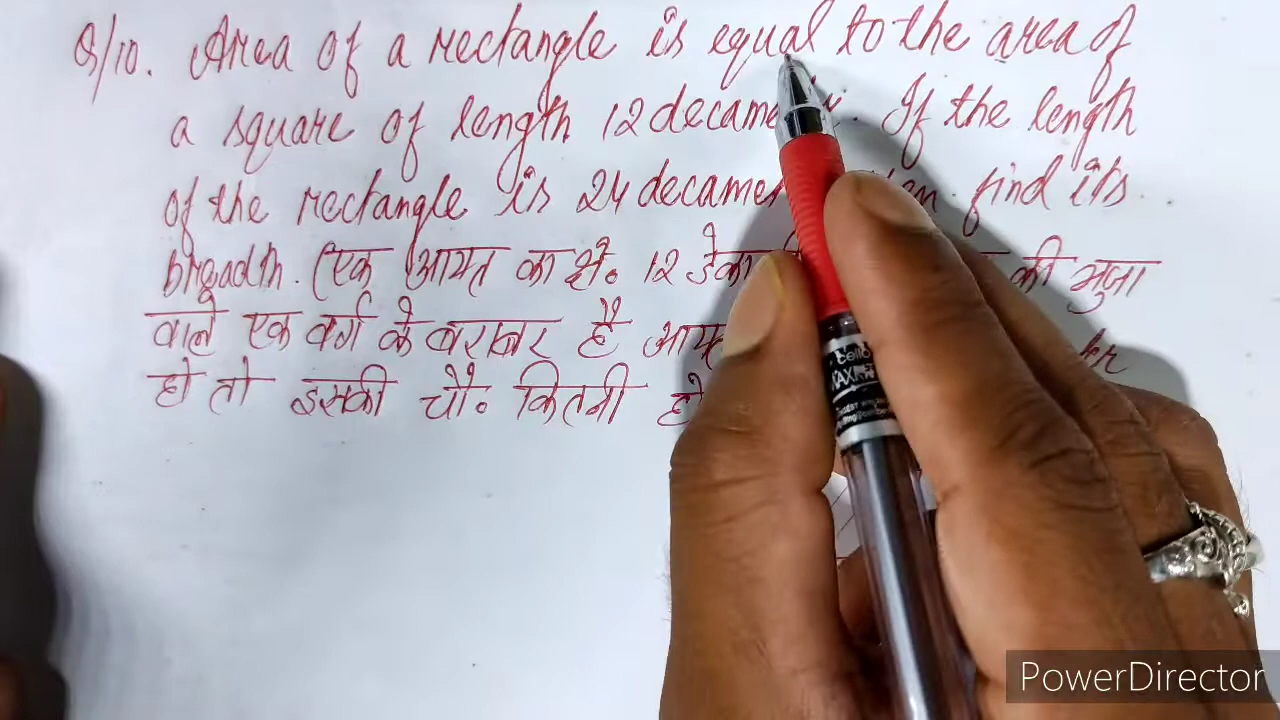 Q/10. Area of a rectangle is equal to the area of
a square of length 12 decame. If the length
of the rectangle is 24 decame find its
breadth. (एक आयत का क्षे० 12 की भुजा
वाले एक वर्ग के बराबर है
हो तो इसकी चौ० कितनी
cello
PowerDirector